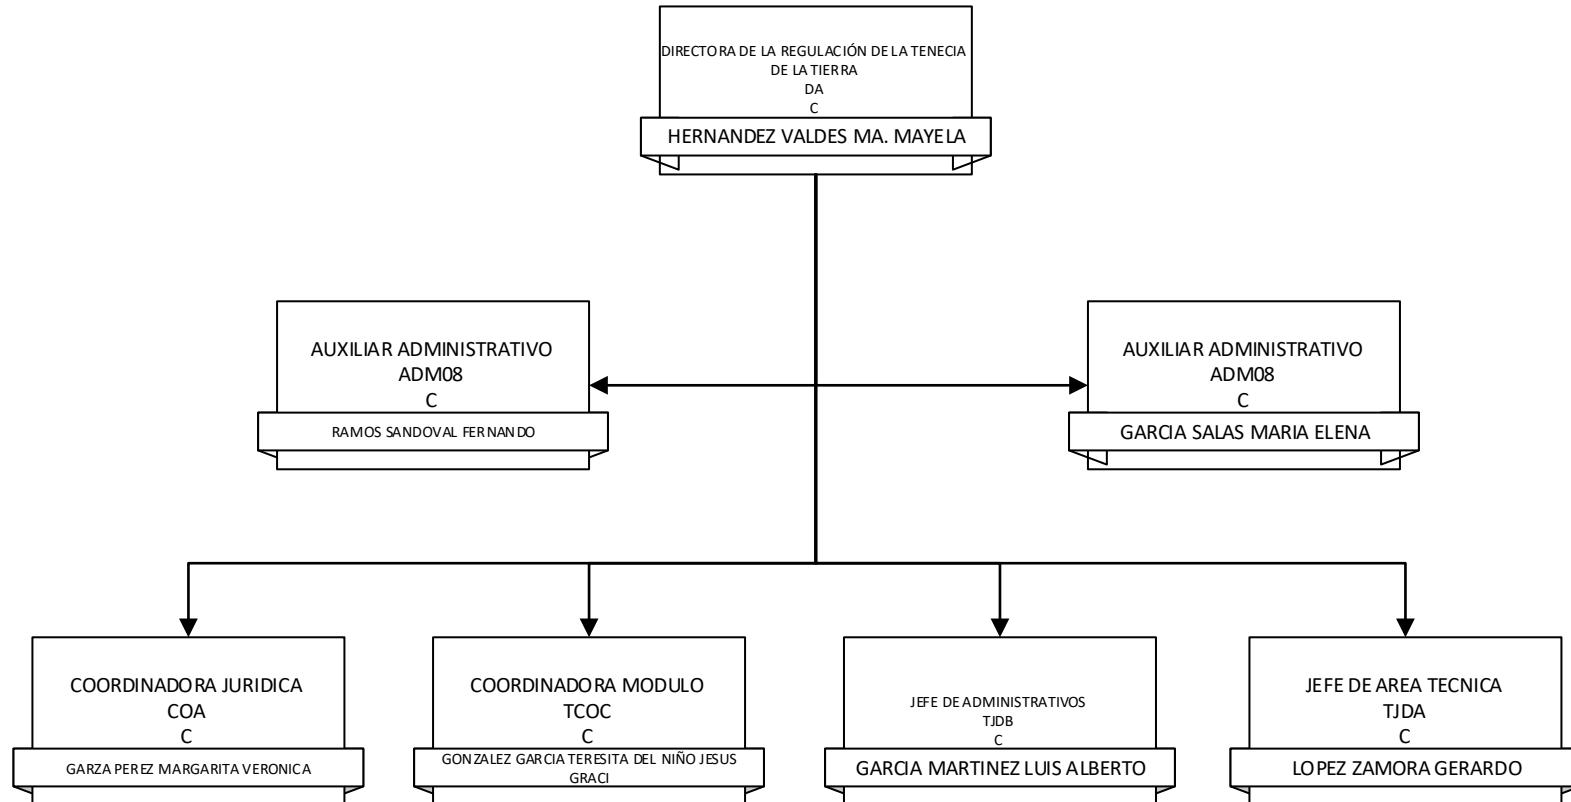 DIRECTORA DE LA REGULACIÓN DE LA TENECIA
DE LA TIERRA
DA
C
HERNANDEZ VALDES MA. MAYELA
AUXILIAR ADMINISTRATIVO
ADM08
C
RAMOS SANDOVAL FERNANDO
AUXILIAR ADMINISTRATIVO
ADM08
C
GARCIA SALAS MARIA ELENA
COORDINADORA JURIDICA
COA
C
GARZA PEREZ MARGARITA VERONICA
COORDINADORA MODULO
TCOC
C
GONZALEZ GARCIA TERESITA DEL NIÑO JESUS
GRACI
JEFE DE ADMINISTRATIVOS
TJDB
C
GARCIA MARTINEZ LUIS ALBERTO
JEFE DE AREA TECNICA
TJDA
C
LOPEZ ZAMORA GERARDO